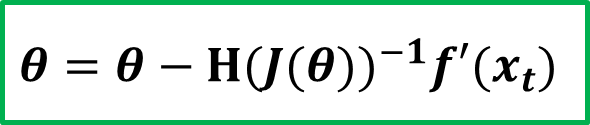 θ = θ − H(J(θ))⁻¹f′(xₜ)